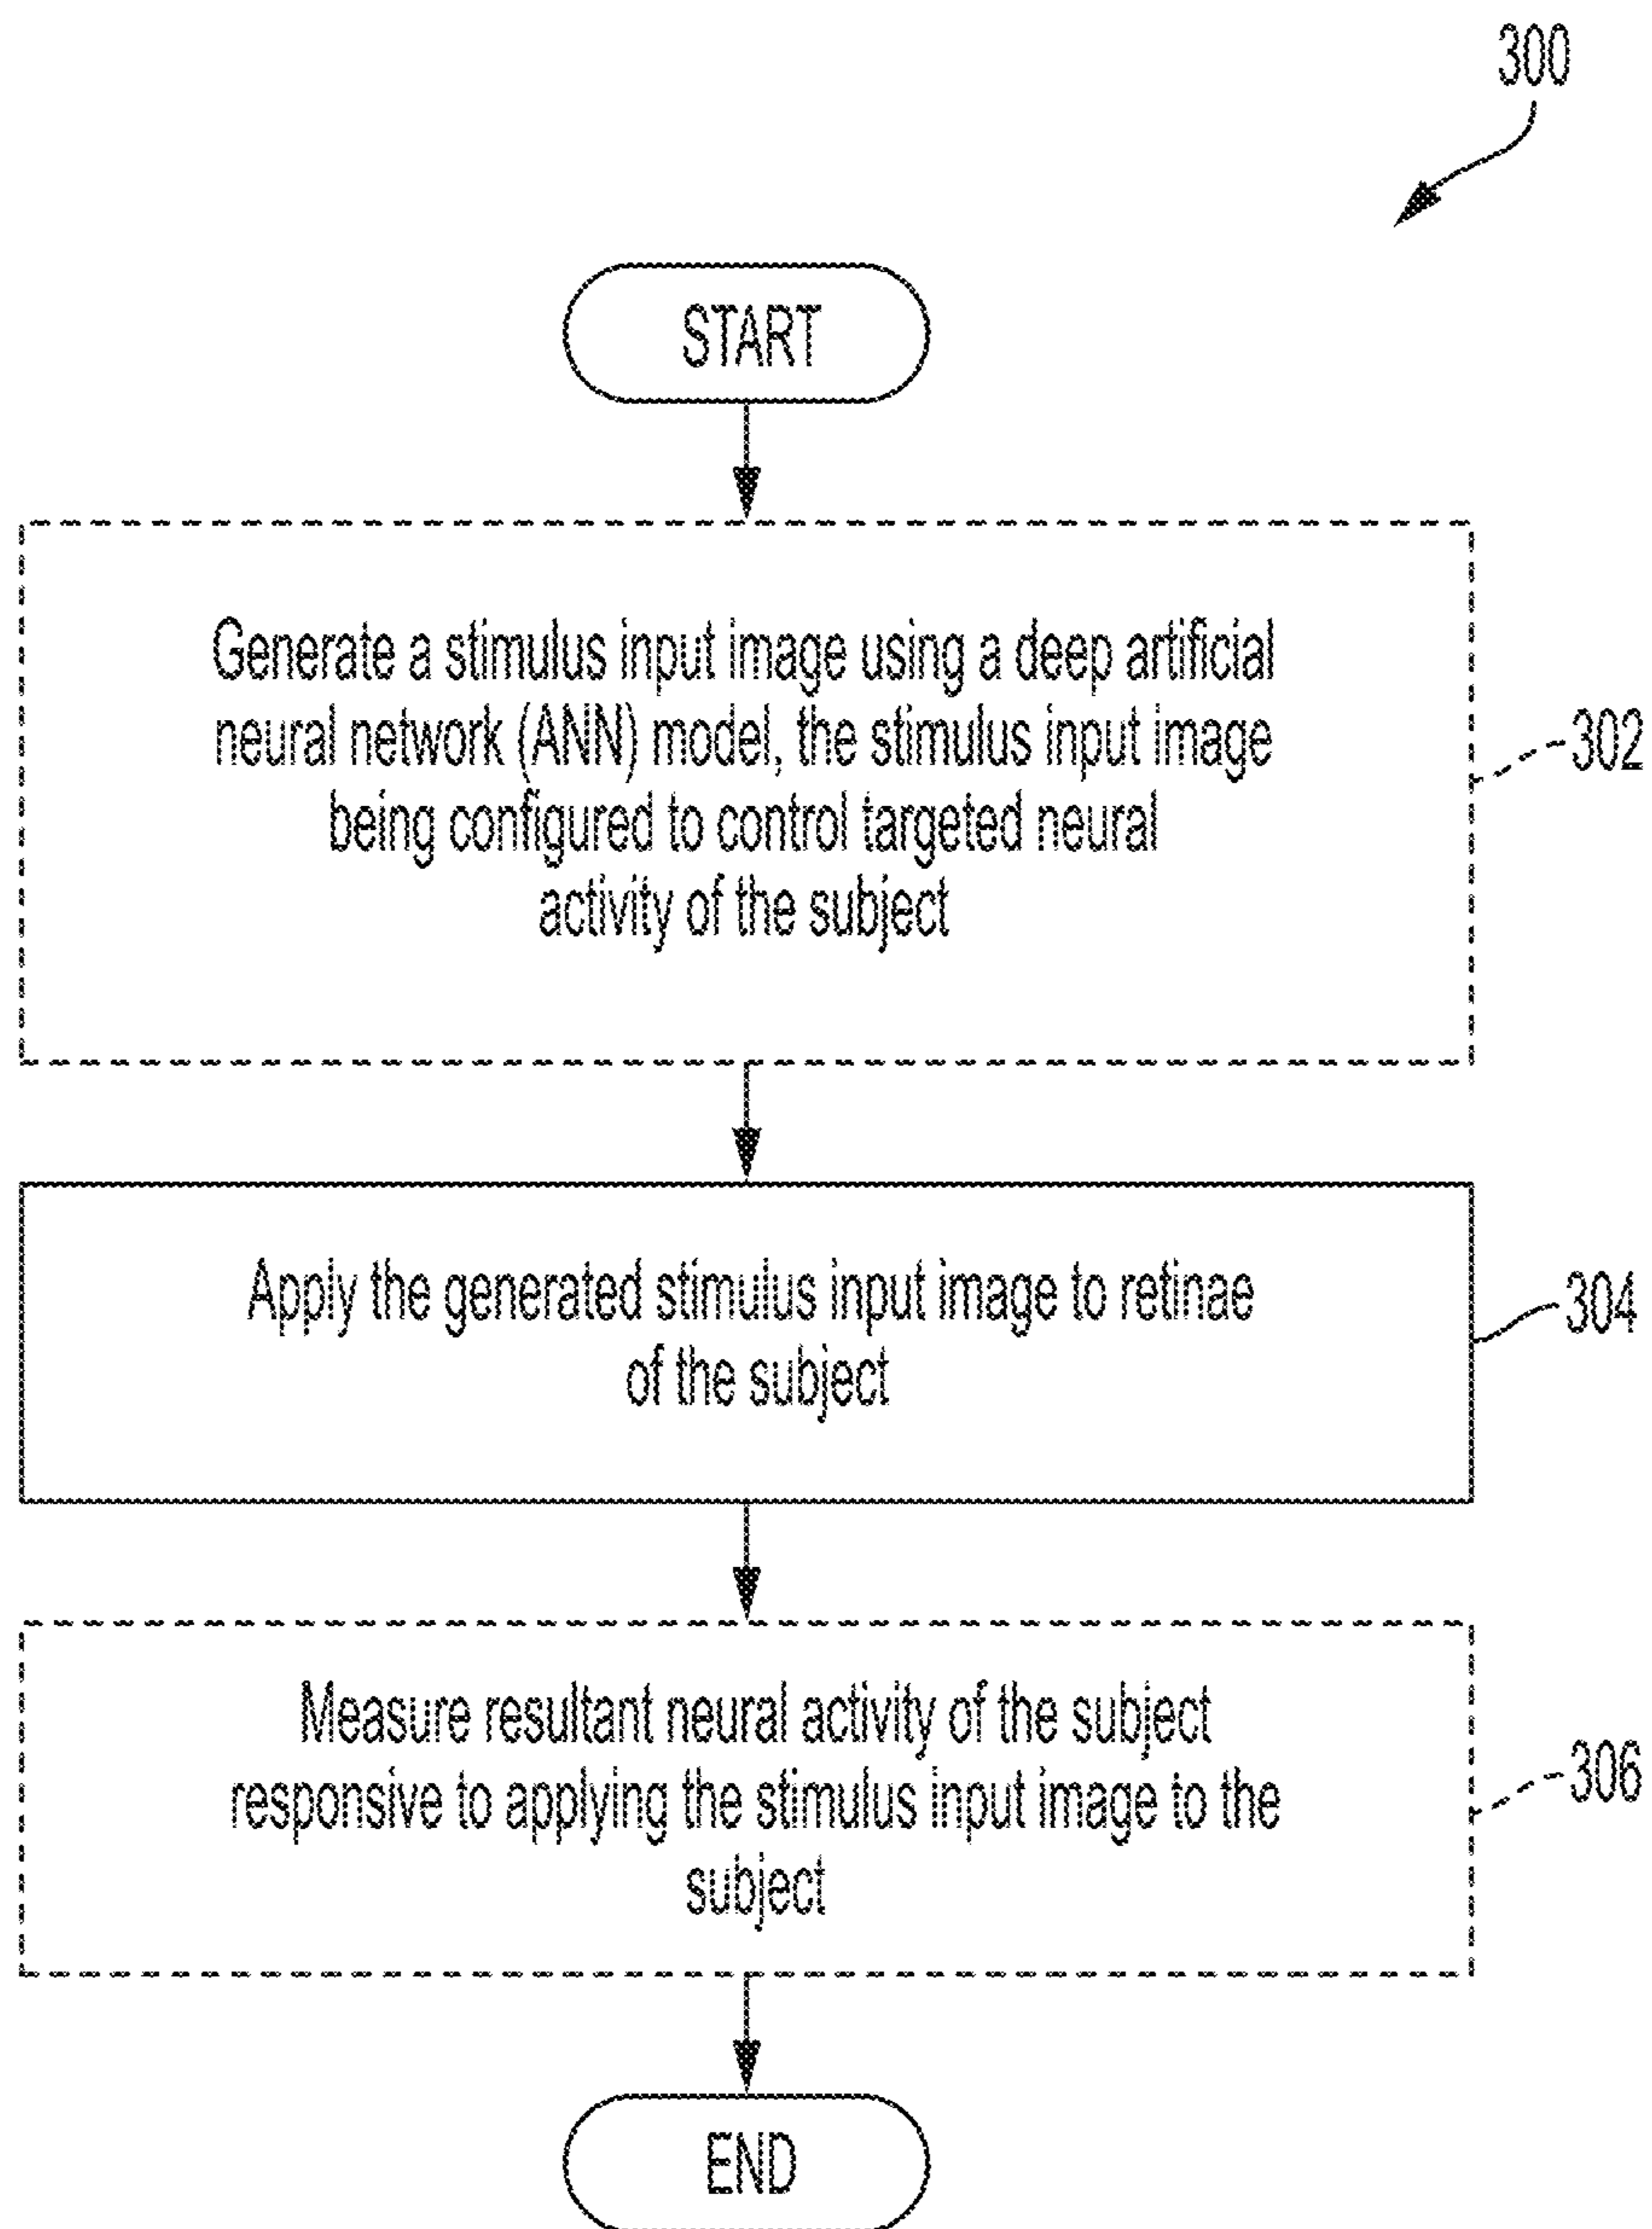 300
START
Generate a stimulus input image using a deep artificial
neural network (ANN) model, the stimulus input image
being configured to control targeted neural
activity of the subject
302
Apply the generated stimulus input image to retinae
of the subject
304
Measure resultant neural activity of the subject
responsive to applying the stimulus input image to the
subject
306
END